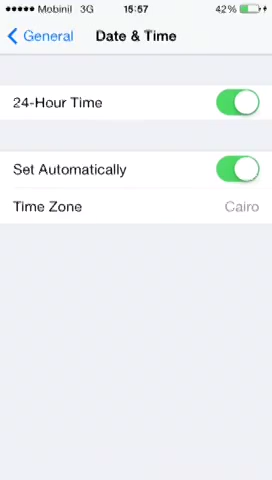 Mobinil 3G 15:57 42%
General Date & Time
24-Hour Time
Set Automatically
Time Zone Cairo